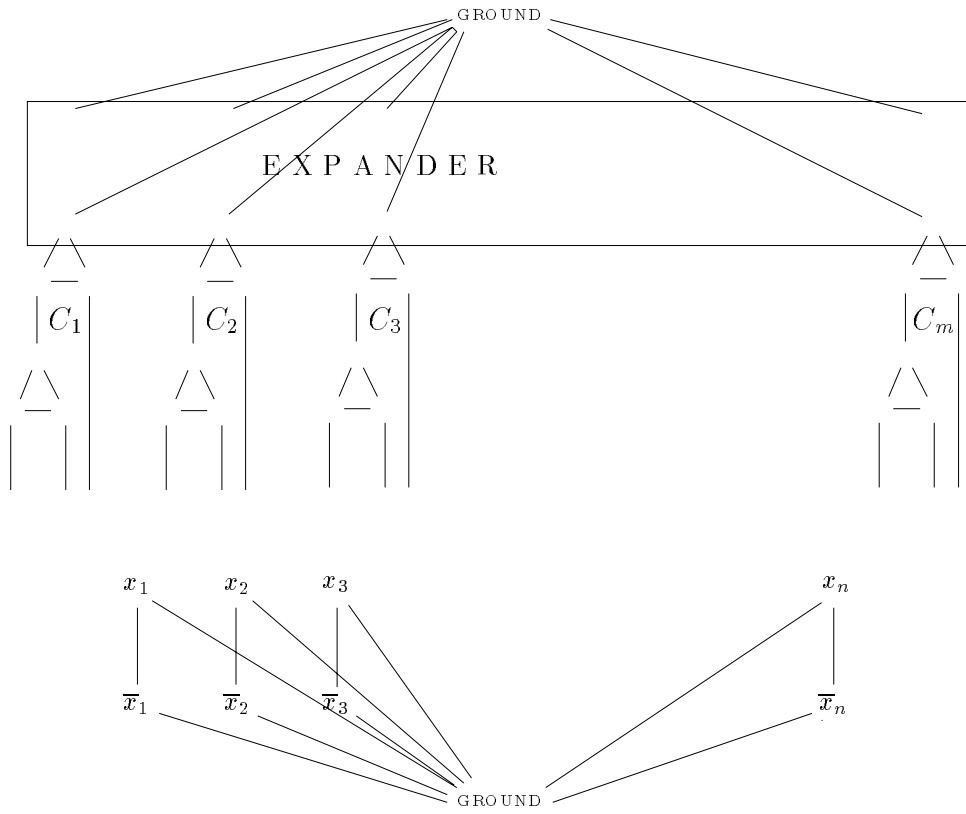 GROUND
EXPANDER
C₁ C₂ C₃ Cₘ
x₁ x₂ x₃ xₙ
x̅₁ x̅₂ x̅₃ x̅ₙ
GROUND